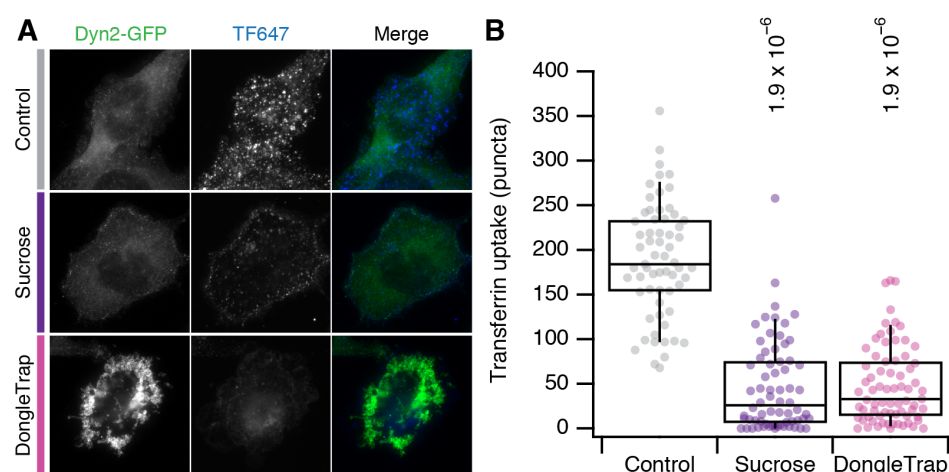 A
Dyn2-GFP
TF647
Merge
Control
Sucrose
DongleTrap
B
1.9 x 10⁻⁶
1.9 x 10⁻⁶
Transferrin uptake (puncta)
400
350
300
250
200
150
100
50
0
Control
Sucrose
DongleTrap